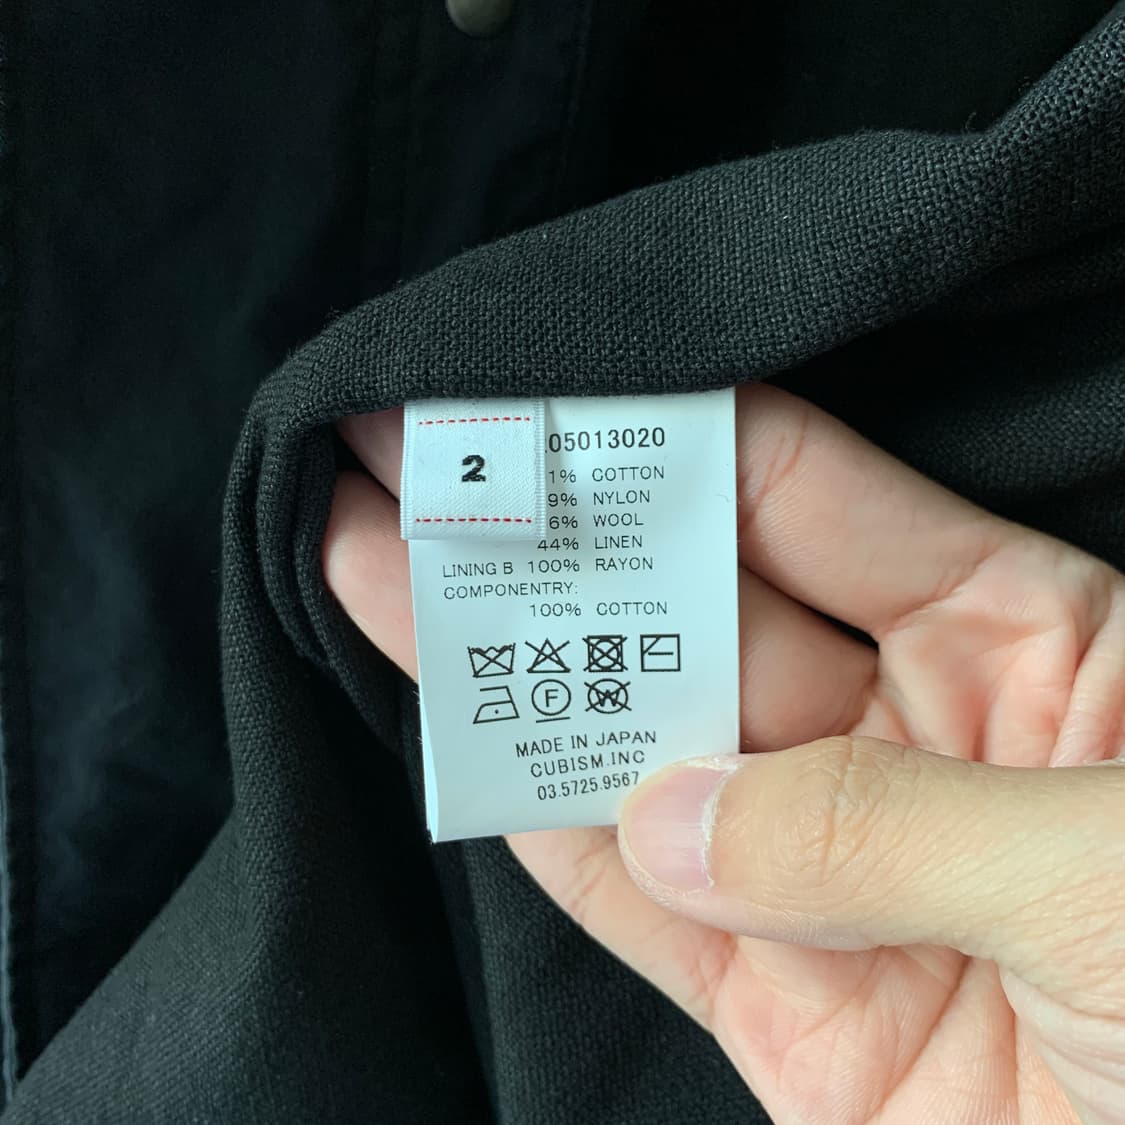 2
05013020
1% COTTON
9% NYLON
6% WOOL
44% LINEN
LINING B 100% RAYON
COMPONENTRY:
100% COTTON
F
W
MADE IN JAPAN
CUBISM.INC
03.5725.9567